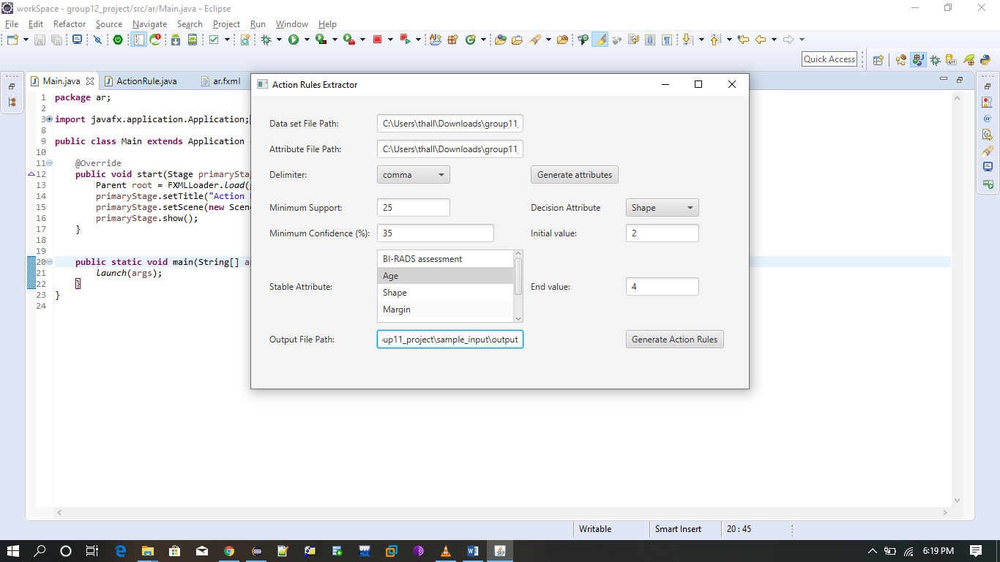 workSpace - group12_project/src/ar/Main.java - Eclipse
File Edit Refactor Source Navigate Search Project Run Window Help
Quick Access
Main.java ActionRule.java ar.fxml
1 package ar;
2
3 import javafx.application.Application;
8
9 public class Main extends Application
10
11 @Override
12 public void start(Stage primaryStag
13 Parent root = FXMLLoader.load(
14 primaryStage.setTitle("Action
15 primaryStage.setScene(new Scen
16 primaryStage.show();
17 }
18
19
20 public static void main(String[] a
21 launch(args);
22 }
23 }
24
Action Rules Extractor
Data set File Path: C:\Users\thall\Downloads\group11_
Attribute File Path: C:\Users\thall\Downloads\group11_
Delimiter: comma Generate attributes
Minimum Support: 25 Decision Attribute Shape
Minimum Confidence (%): 35 Initial value: 2
BI-RADS assessment
Age
Stable Attribute: End value: 4
Shape
Margin
Output File Path: oup11_project\sample_input\output Generate Action Rules
Writable Smart Insert 20 : 45
6:19 PM